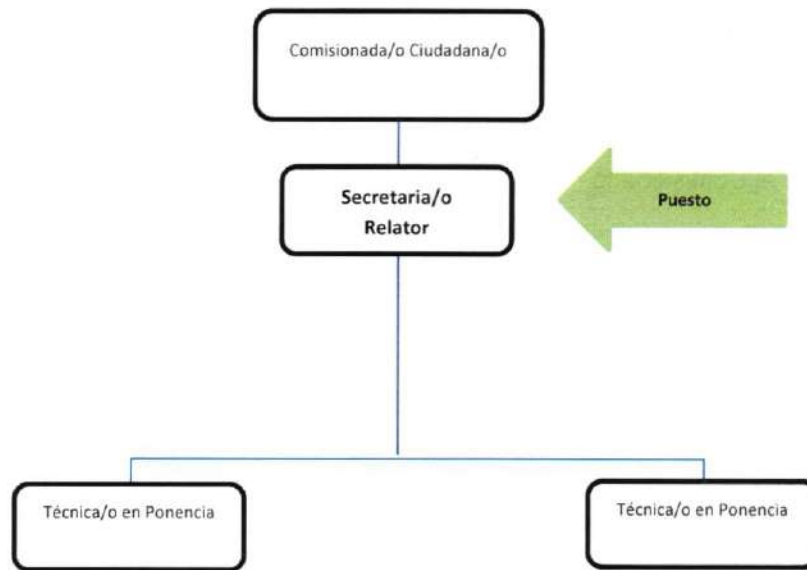 Comisionada/o Ciudadana/o
Secretaria/o
Relator
Puesto
Técnica/o en Ponencia
Técnica/o en Ponencia